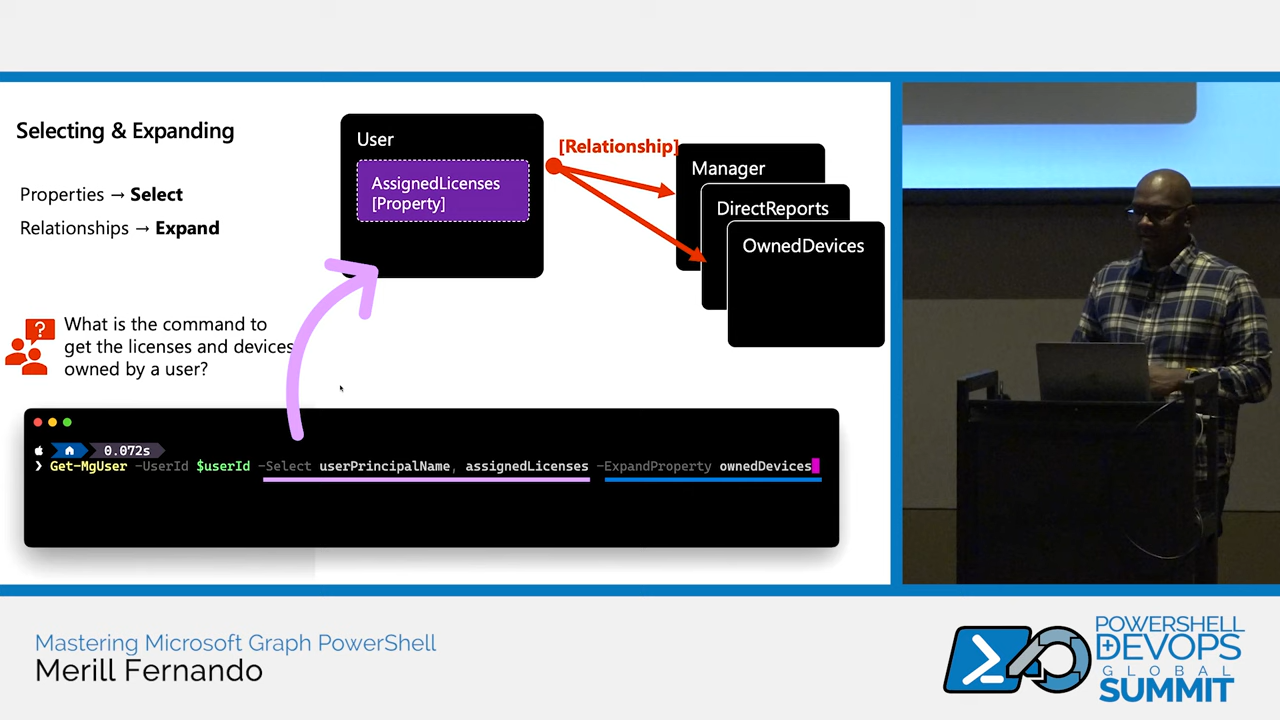 Selecting & Expanding
Properties → Select
Relationships → Expand
What is the command to
get the licenses and devices
owned by a user?
User
AssignedLicenses
[Property]
[Relationship]
Manager
DirectReports
OwnedDevices
0.072s
❯ Get-MgUser -UserId $userId -Select userPrincipalName, assignedLicenses -ExpandProperty ownedDevices
Mastering Microsoft Graph PowerShell
Merill Fernando
POWERSHELL
+DEVOPS
GLOBAL
SUMMIT